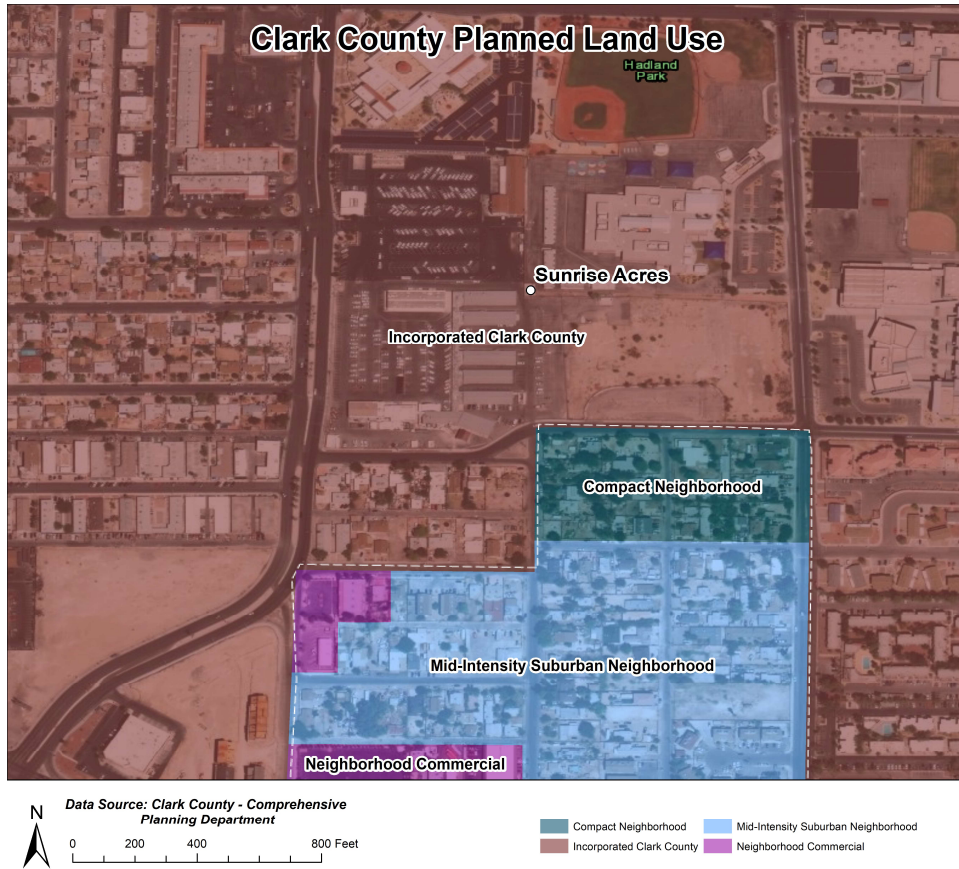 Clark County Planned Land Use
Hadland
Park
Sunrise Acres
Incorporated Clark County
Compact Neighborhood
Mid-Intensity Suburban Neighborhood
Neighborhood Commercial
N
Data Source: Clark County - Comprehensive
Planning Department
0 200 400 800 Feet
Compact Neighborhood
Mid-Intensity Suburban Neighborhood
Incorporated Clark County
Neighborhood Commercial